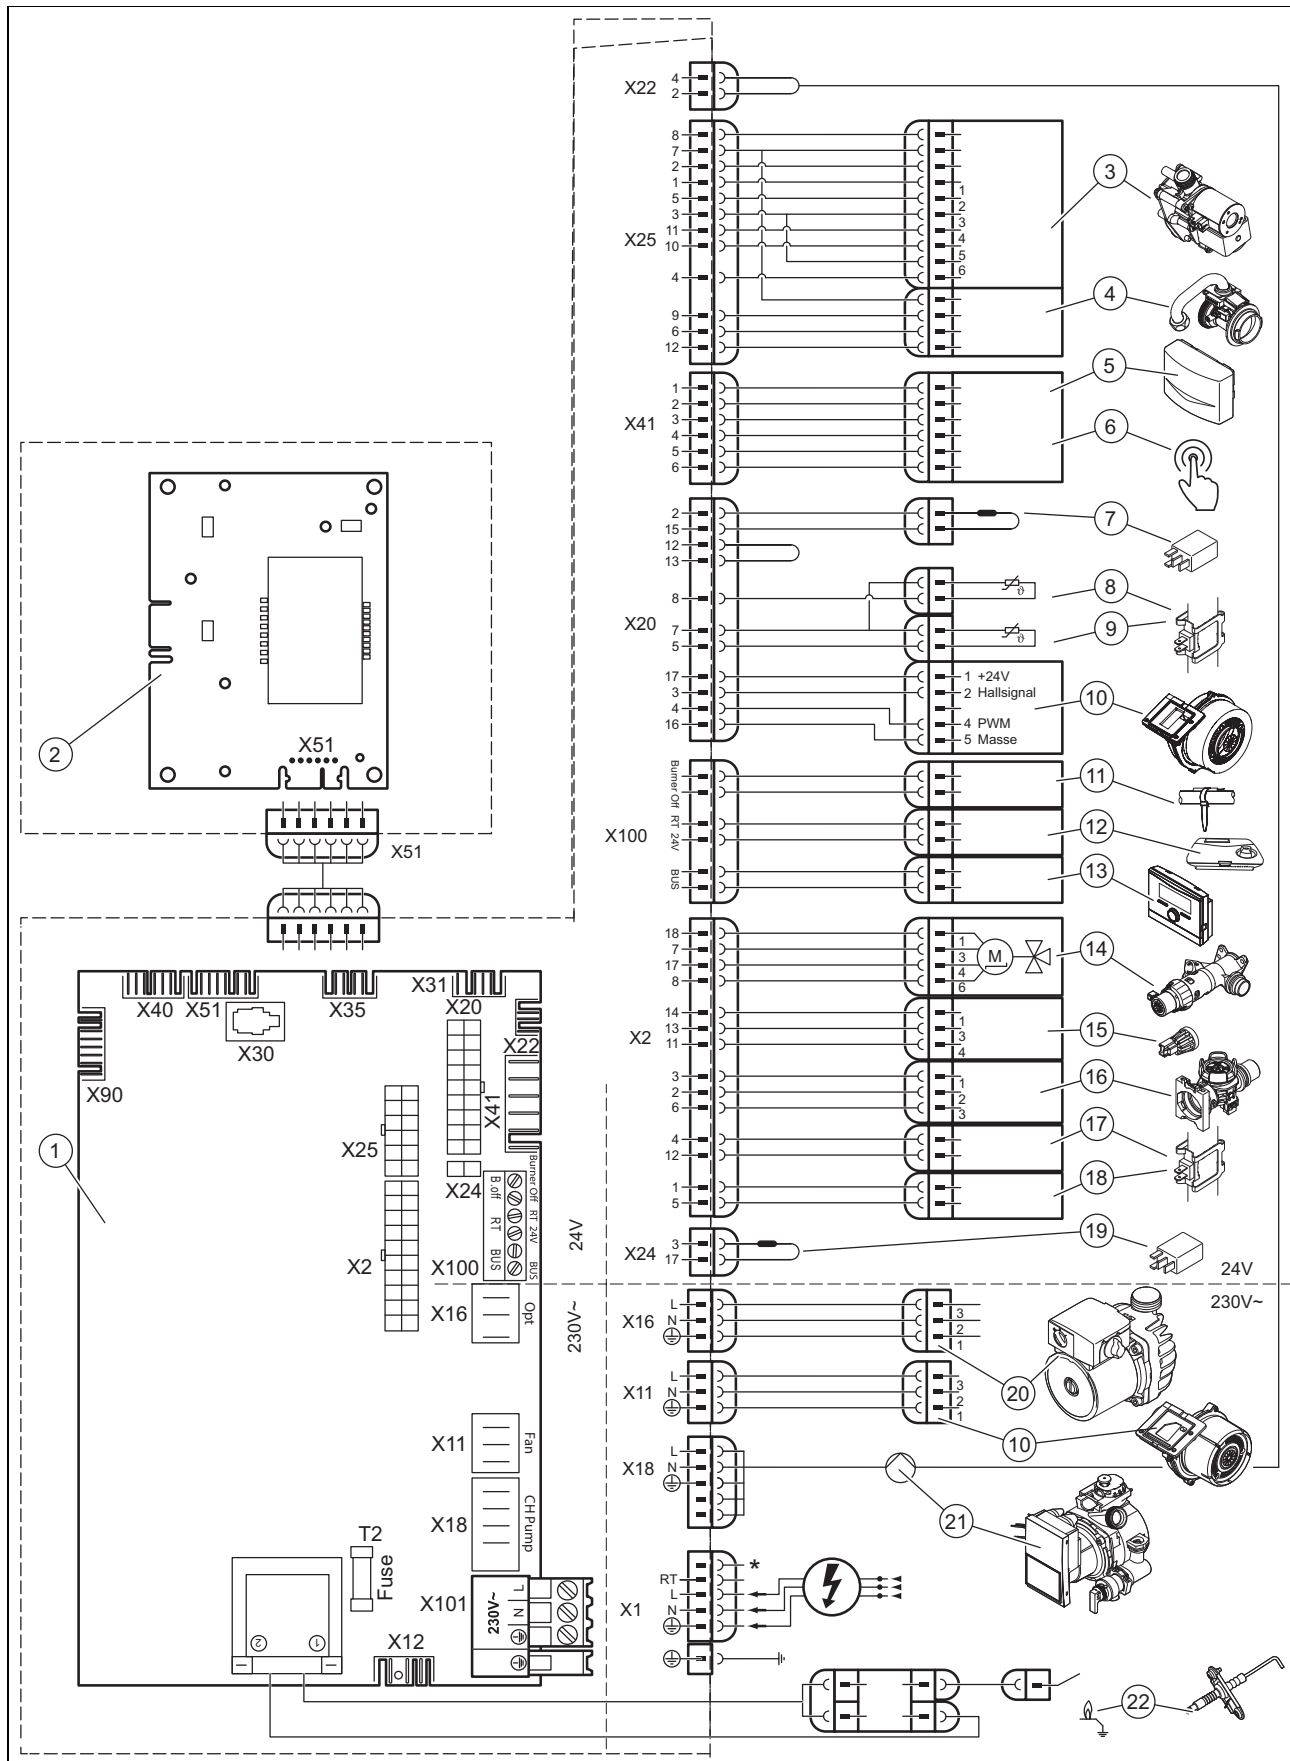 X22
4
2
X25
8
7
2
1
5
3
11
10
4
9
6
12
1
2
3
4
5
6
3
4
X41
1
2
3
4
5
6
5
6
X20
2
15
12
13
8
7
5
17
3
4
16
ϑ
ϑ
1 +24V
2 Hallsignal
4 PWM
5 Masse
7
8
9
10
X100
Burner Off
RT 24V
BUS
11
12
13
X2
18
7
17
8
14
13
11
3
2
6
4
12
1
5
1
3
4
6
M
1
3
4
1
2
3
14
15
16
17
18
X24
3
17
19
24V
230V~
X16
L
N
3
2
1
20
X11
L
N
3
2
1
10
X18
L
N
21
X1
RT
L
N
*
22
2
X51
X51
1
X40
X51
X30
X35
X31
X20
X22
X90
X41
X25
X24
X2
X100
B.off
RT
BUS
Burner Off
RT 24V
BUS
24V
230V~
X16
Opt
X11
Fan
X18
CH Pump
T2
Fuse
X101
230V~
L
N
X12
2
1